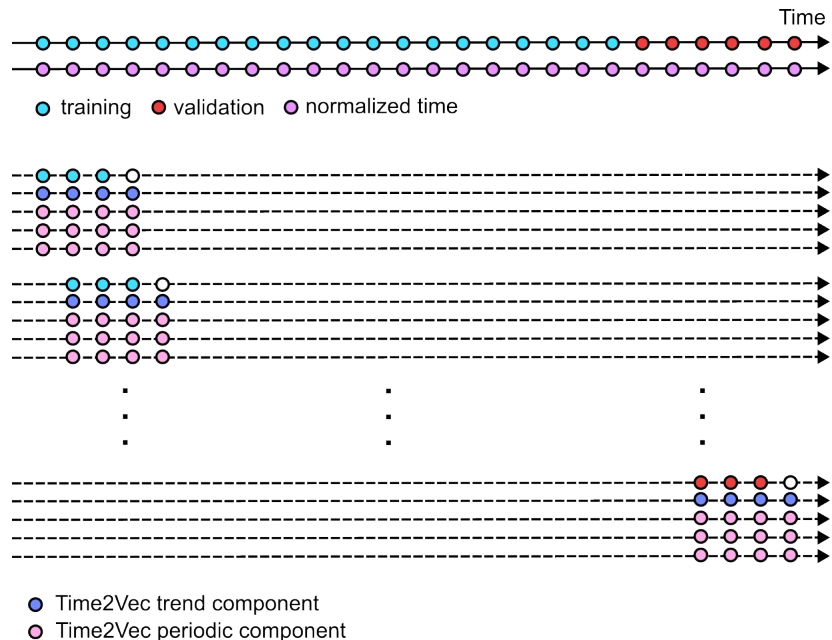 Time
training validation normalized time
Time2Vec trend component
Time2Vec periodic component